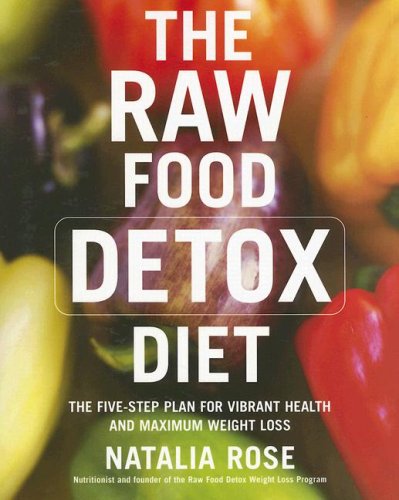 THE
RAW
FOOD
DETOX
DIET
THE FIVE-STEP PLAN FOR VIBRANT HEALTH
AND MAXIMUM WEIGHT LOSS
NATALIA ROSE
Nutritionist and founder of the Raw Food Detox Weight Loss Program